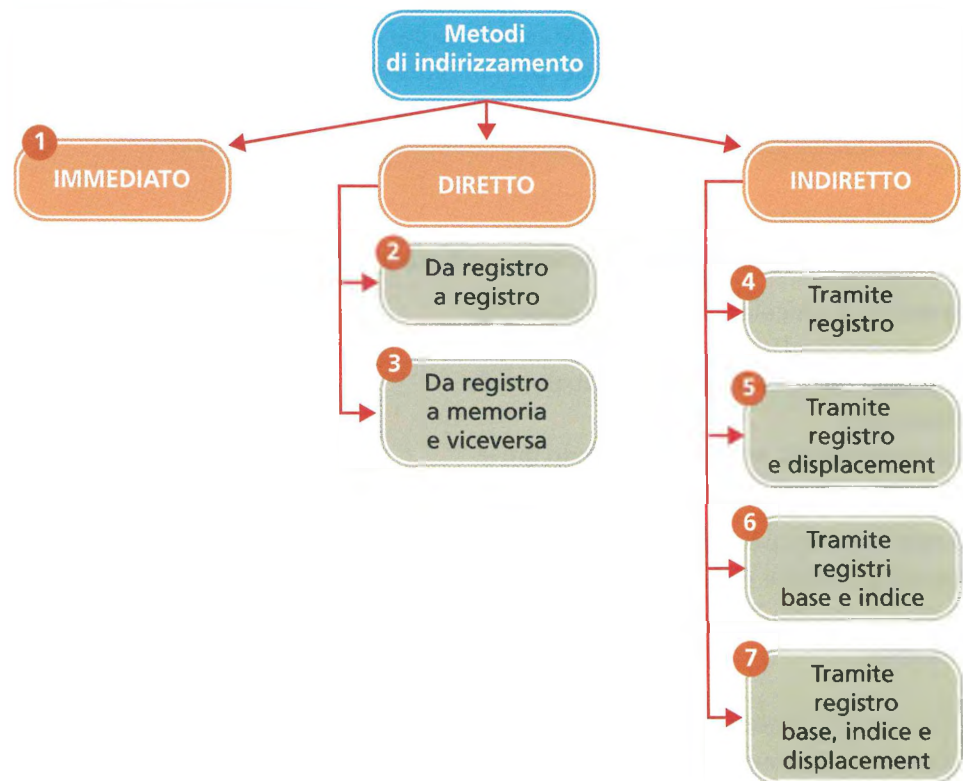 Metodi
di indirizzamento
1
IMMEDIATO
DIRETTO
INDIRETTO
2
Da registro
a registro
3
Da registro
a memoria
e viceversa
4
Tramite
registro
5
Tramite
registro
e displacement
6
Tramite
registri
base e indice
7
Tramite
registro
base, indice e
displacement